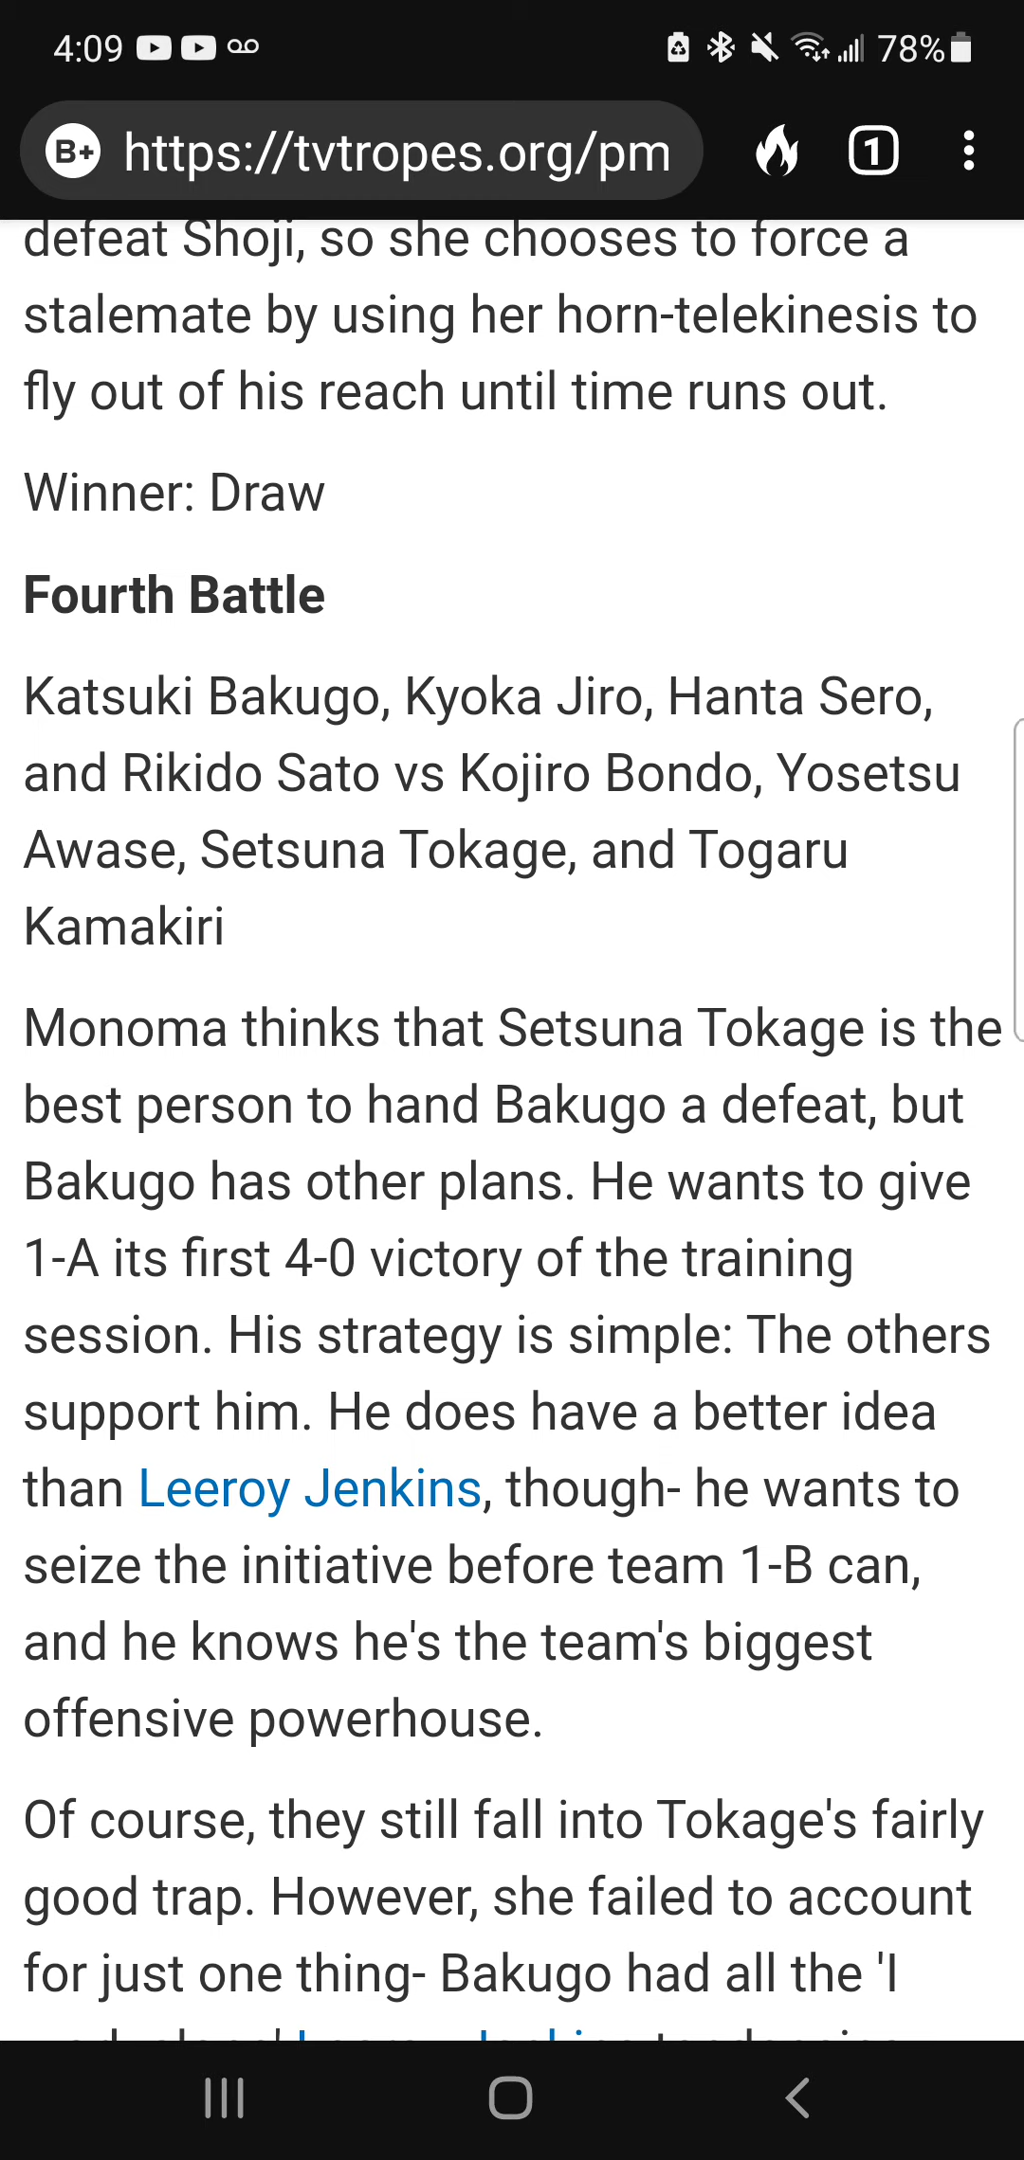 4:09
78%
B+ https://tvtropes.org/pm 1
defeat Shoji, so she chooses to force a
stalemate by using her horn-telekinesis to
fly out of his reach until time runs out.
Winner: Draw
Fourth Battle
Katsuki Bakugo, Kyoka Jiro, Hanta Sero,
and Rikido Sato vs Kojiro Bondo, Yosetsu
Awase, Setsuna Tokage, and Togaru
Kamakiri
Monoma thinks that Setsuna Tokage is the
best person to hand Bakugo a defeat, but
Bakugo has other plans. He wants to give
1-A its first 4-0 victory of the training
session. His strategy is simple: The others
support him. He does have a better idea
than Leeroy Jenkins, though- he wants to
seize the initiative before team 1-B can,
and he knows he's the team's biggest
offensive powerhouse.
Of course, they still fall into Tokage's fairly
good trap. However, she failed to account
for just one thing- Bakugo had all the 'I